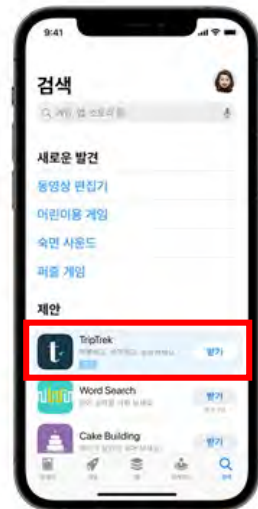 9:41
검색
새로운 발견
동영상 편집기
어린이용 게임
숙면 사운드
퍼즐 게임
제안
t
TripTrek
받기
Word Search
받기
Cake Building
받기
검색